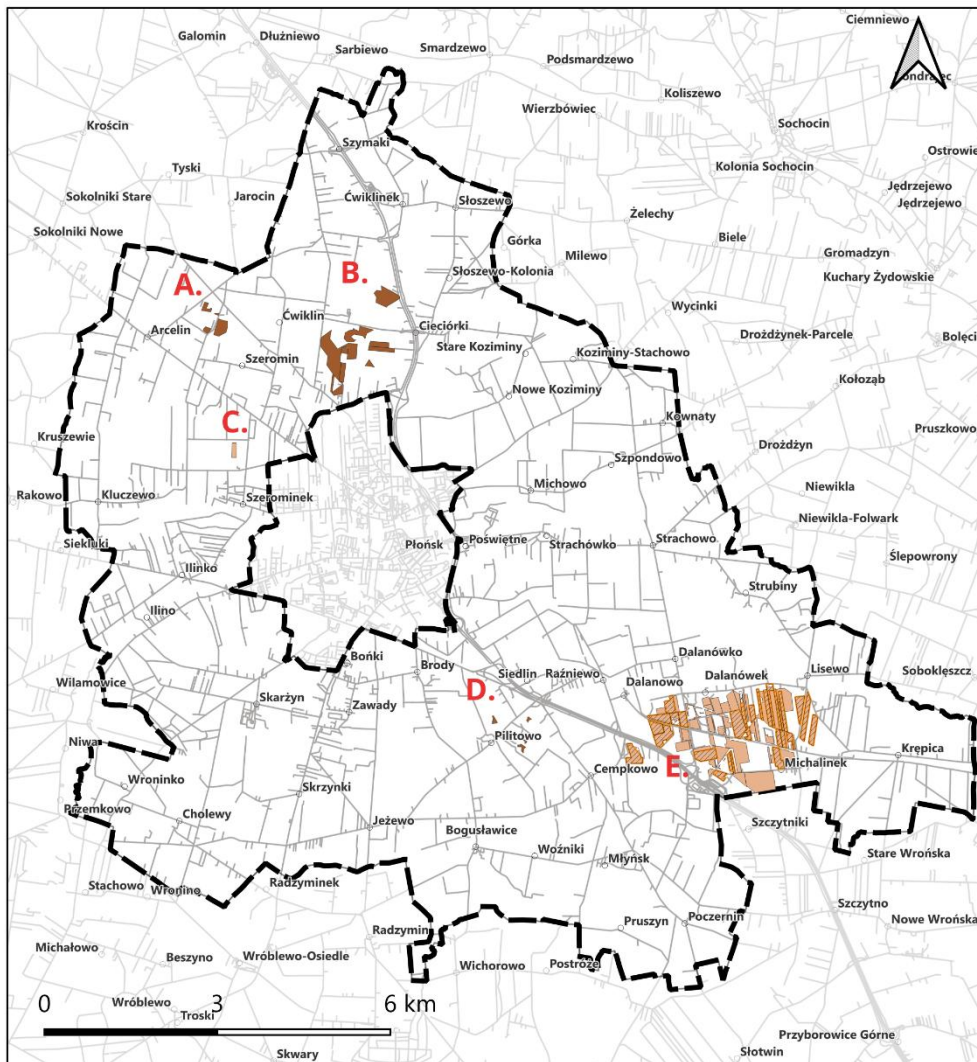 Ciemniewo
Galomin
Dłużniewo
Sarbiewo
Smardzewo
Podsmardzewo
Koliszewo
Wierzbówiec
Krościn
Sochocin
Szymaki
Ostrowie
Tyski
Kolonia Sochocin
Jędrzejewo
Jędrzejewo
Sokolniki Stare
Jarocin
Ćwiklinek
Słoszewo
Żelechy
Sokolniki Nowe
Górka
Biele
Milewo
Gromadzyn
Kuchary Żydowskie
A.
B.
Słoszewo-Kolonia
Wycinki
Arcelin
Ćwiklin
Cieciórki
Stare Koziminy
Drożdżynek-Parcele
Bolęci
Szeromin
Koziminy-Stachowo
Nowe Koziminy
Kołoząb
C.
Kownaty
Kruszewie
Drożdżyn
Pruszkowo
Szpondowo
Rakowo
Kluczewo
Szerominek
Michowo
Niewikla
Niewikla-Folwark
Siekluki
Płońsk
Poświętne
Strachówko
Strachowo
Ślepowrony
Ilinko
Strubiny
Ilino
Bońki
Brody
Siedlin
Raźniewo
Dalanówko
Lisewo
Soboklęszcz
Wilamowice
Skarżyn
D.
Dalanowo
Dalanówek
Zawady
Niwa
Pilitowo
Krępica
Wroninko
Cempkowo
E.
Michalinek
Skrzynki
Przemkowo
Cholewy
Jeżewo
Bogusławice
Szczytniki
Woźniki
Młyńsk
Stare Wrońska
Stachowo
Wronino
Radzyminek
Szczytno
Radzymin
Pruszyn
Poczernin
Nowe Wrońska
Michałowo
Beszyno
Wróblewo-Osiedle
Wichorowo
Postróże
0 3 6 km
Wróblewo
Troski
Skwary
Przyborowice Górne
Słotwin